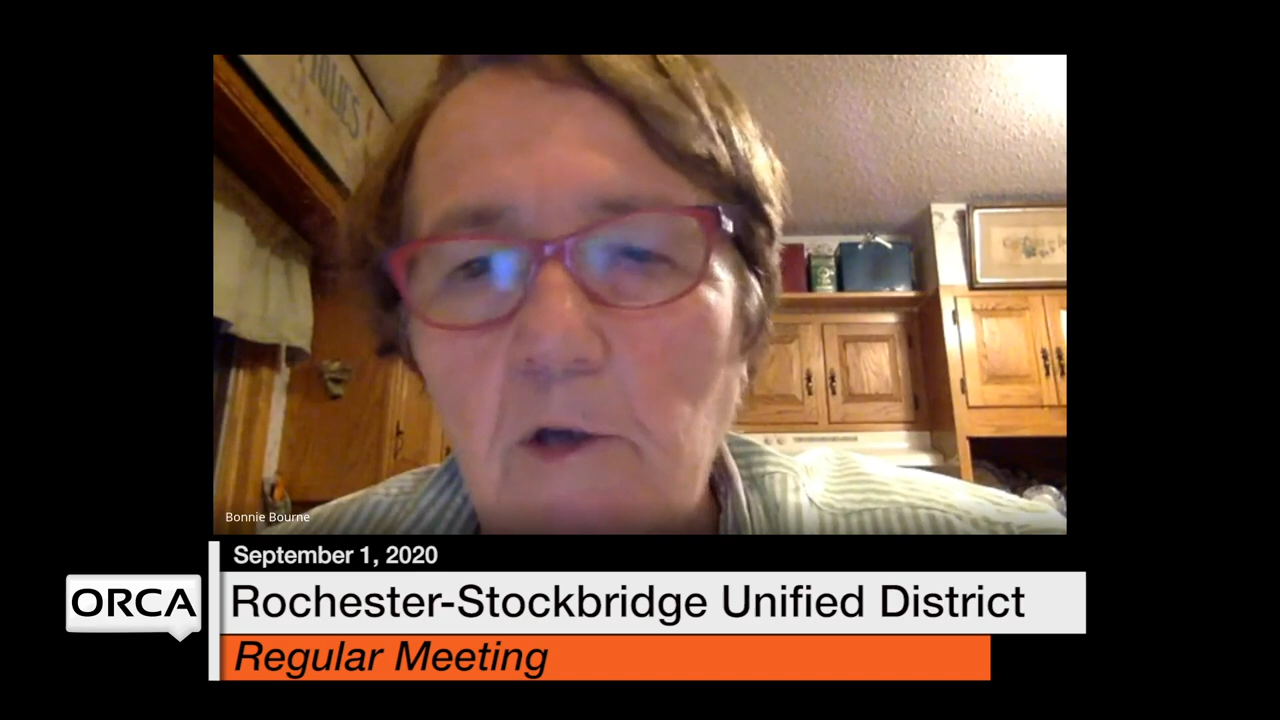 Bonnie Bourne
September 1, 2020
ORCA
Rochester-Stockbridge Unified District
Regular Meeting